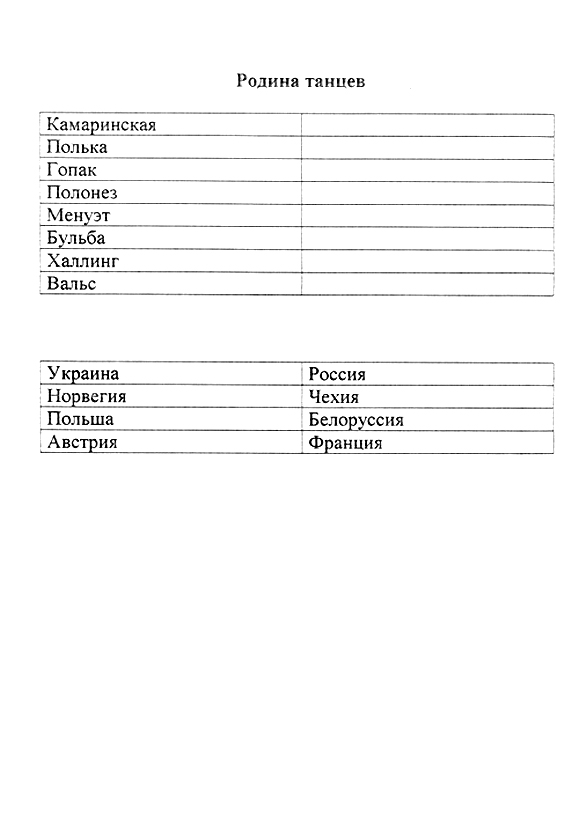 Родина танцев
Камаринская
Полька
Гопак
Полонез
Менуэт
Бульба
Халлинг
Вальс
Украина Россия
Норвегия Чехия
Польша Белоруссия
Австрия Франция